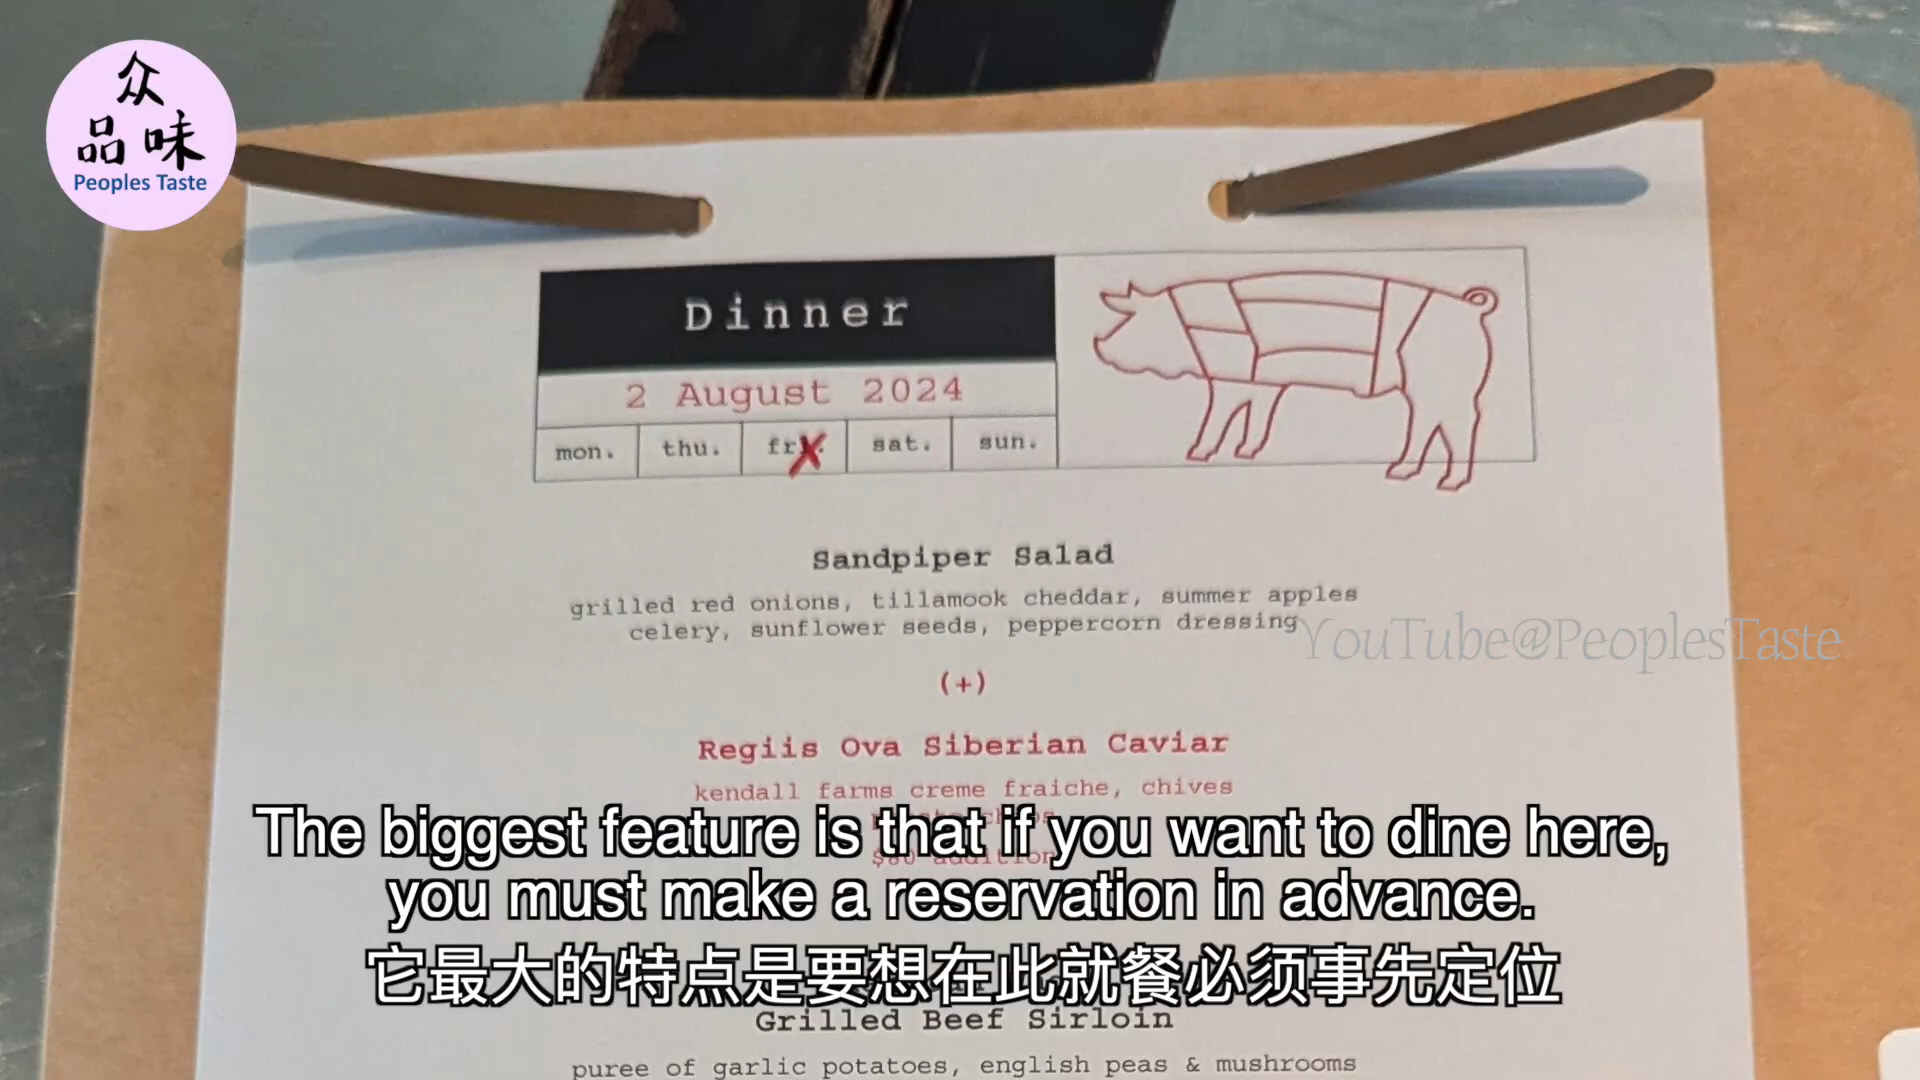 众
品味
Peoples Taste
Dinner
2 August 2024
mon. thu. fri. sat. sun.
Sandpiper Salad
grilled red onions, tillamook cheddar, summer apples
celery, sunflower seeds, peppercorn dressing
YouTube@PeoplesTaste
(+)
Regiis Ova Siberian Caviar
kendall farms creme fraiche, chives
The biggest feature is that if you want to dine here,
you must make a reservation in advance.
它最大的特点是要想在此就餐必须事先定位
Grilled Beef Sirloin
puree of garlic potatoes, english peas & mushrooms